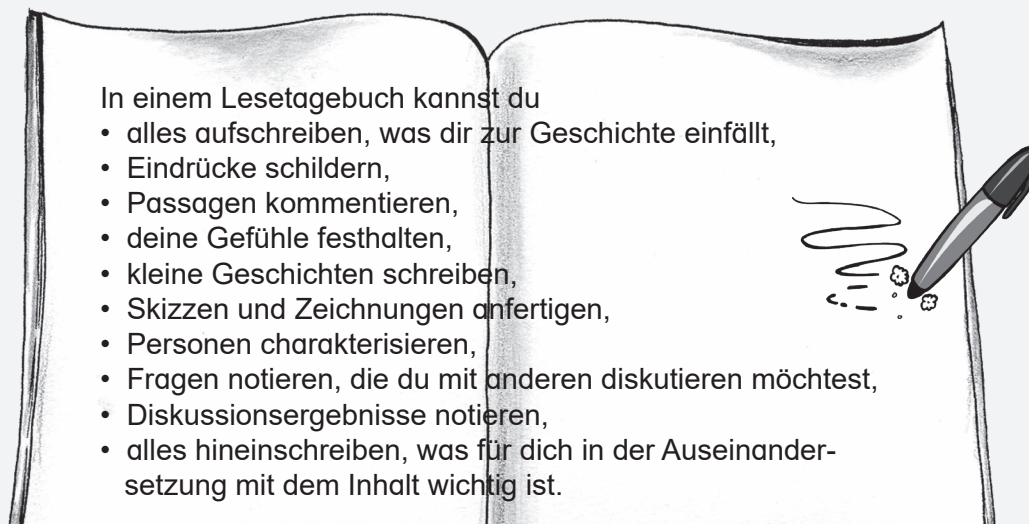 In einem Lesetagebuch kannst du
• alles aufschreiben, was dir zur Geschichte einfällt,
• Eindrücke schildern,
• Passagen kommentieren,
• deine Gefühle festhalten,
• kleine Geschichten schreiben,
• Skizzen und Zeichnungen anfertigen,
• Personen charakterisieren,
• Fragen notieren, die du mit anderen diskutieren möchtest,
• Diskussionsergebnisse notieren,
• alles hineinschreiben, was für dich in der Auseinander-
setzung mit dem Inhalt wichtig ist.